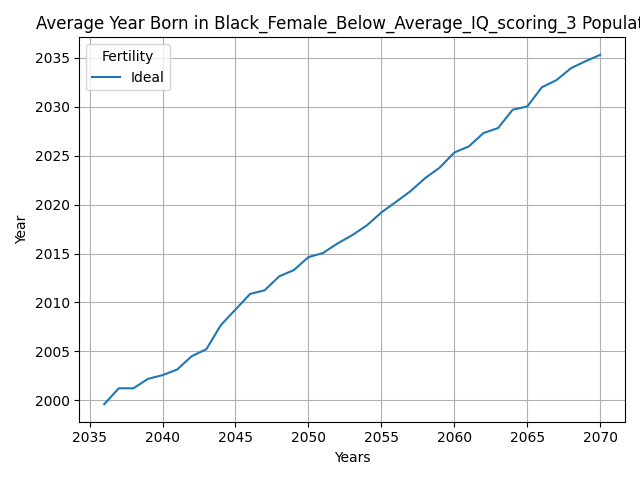 Average Year Born in Black_Female_Below_Average_IQ_scoring_3 Populat
Fertility
Ideal
2035
2030
2025
2020
2015
2010
2005
2000
Year
2035 2040 2045 2050 2055 2060 2065 2070
Years